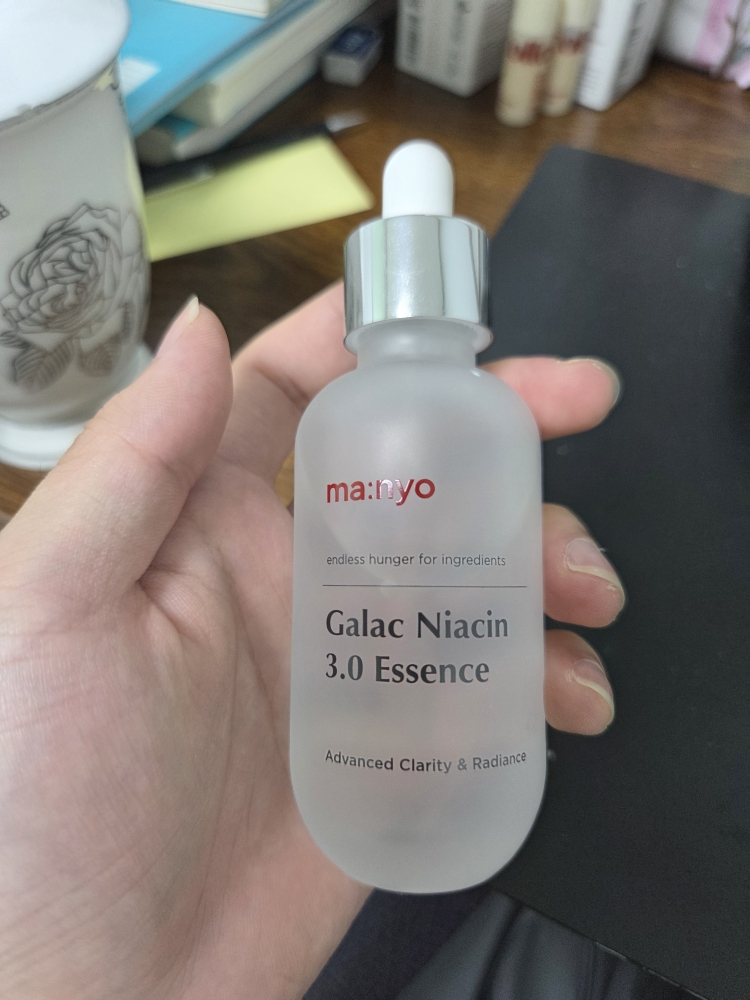 ma:nyo
endless hunger for ingredients
Galac Niacin
3.0 Essence
Advanced Clarity & Radiance